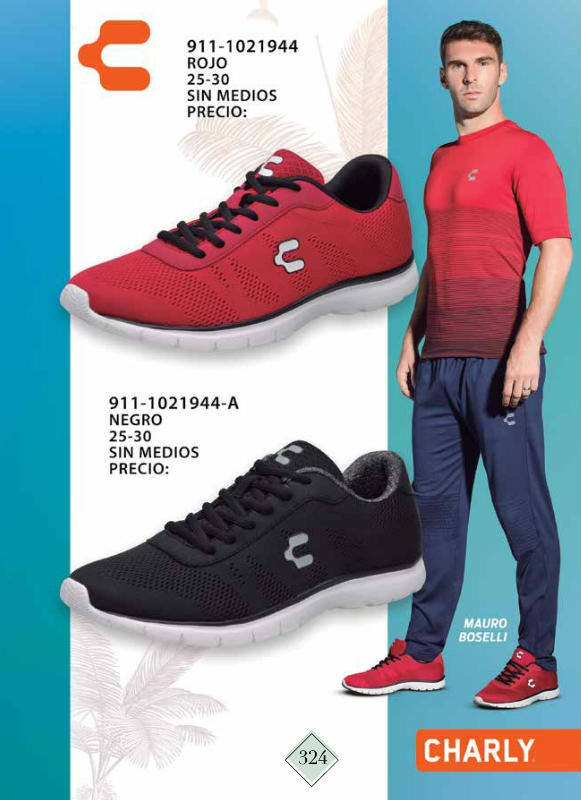 911-1021944
ROJO
25-30
SIN MEDIOS
PRECIO:
911-1021944-A
NEGRO
25-30
SIN MEDIOS
PRECIO:
MAURO
BOSELLI
324
CHARLY